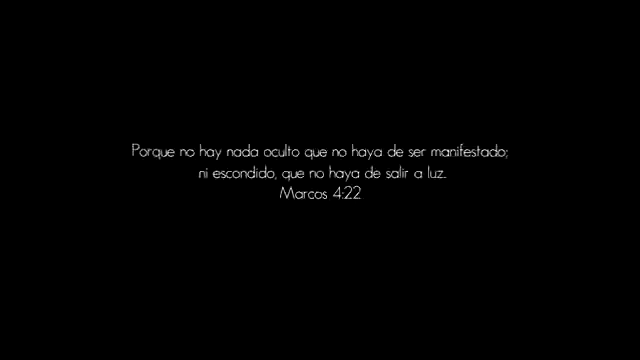 Porque no hay nada oculto que no haya de ser manifestado;
ni escondido, que no haya de salir a luz.
Marcos 4:22